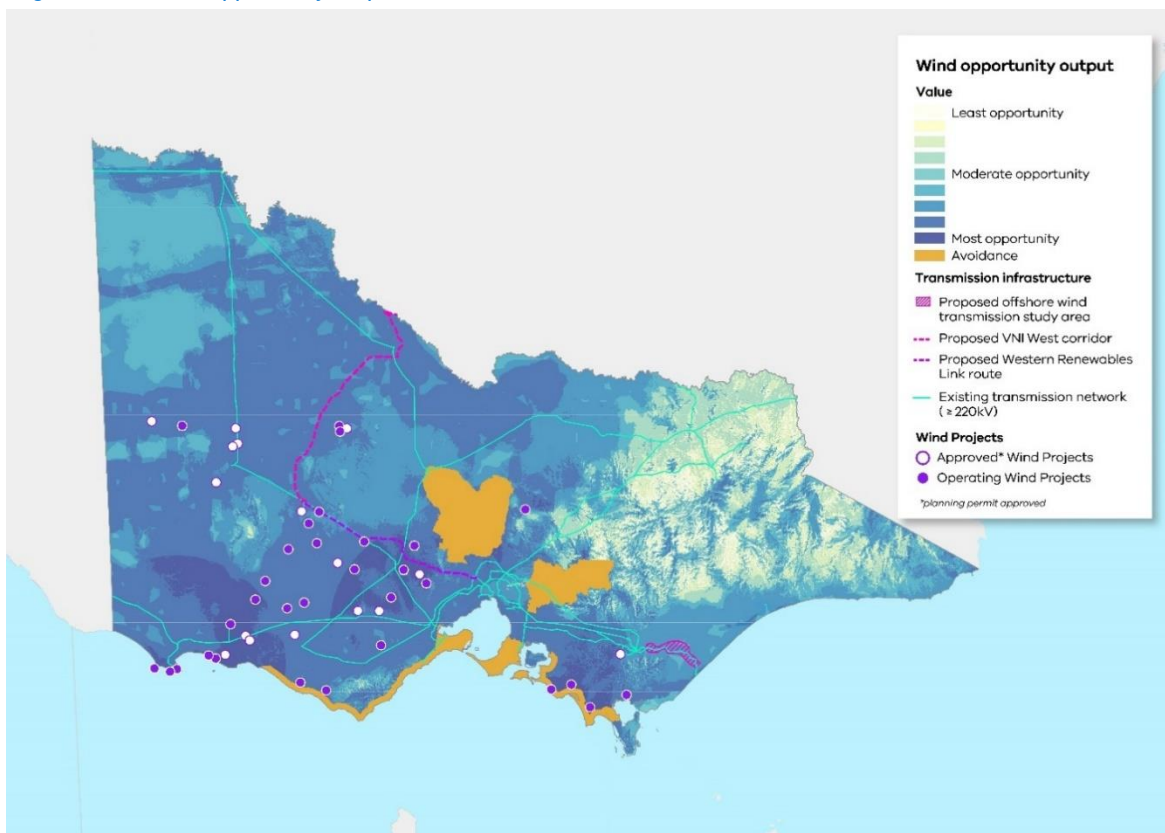 Wind opportunity output
Value
Least opportunity
Moderate opportunity
Most opportunity
Avoidance
Transmission infrastructure
Proposed offshore wind
transmission study area
Proposed VNI West corridor
Proposed Western Renewables
Link route
Existing transmission network
(≥220kV)
Wind Projects
Approved* Wind Projects
Operating Wind Projects
*planning permit approved